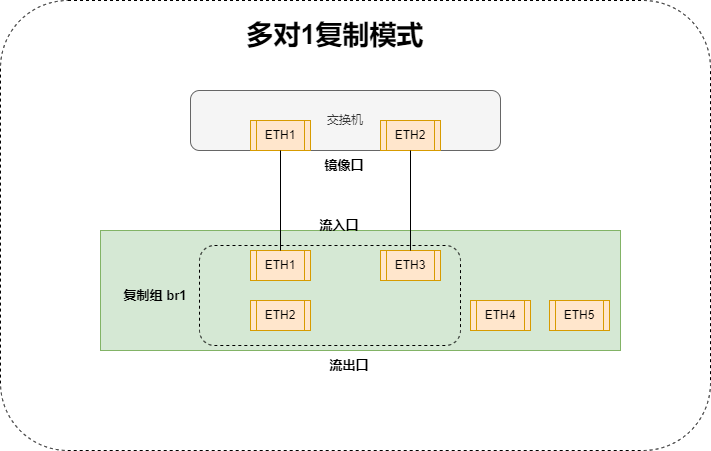 多对1复制模式
交换机
ETH1
ETH2
镜像口
流入口
ETH1
ETH3
复制组 br1
ETH2
ETH4
ETH5
流出口